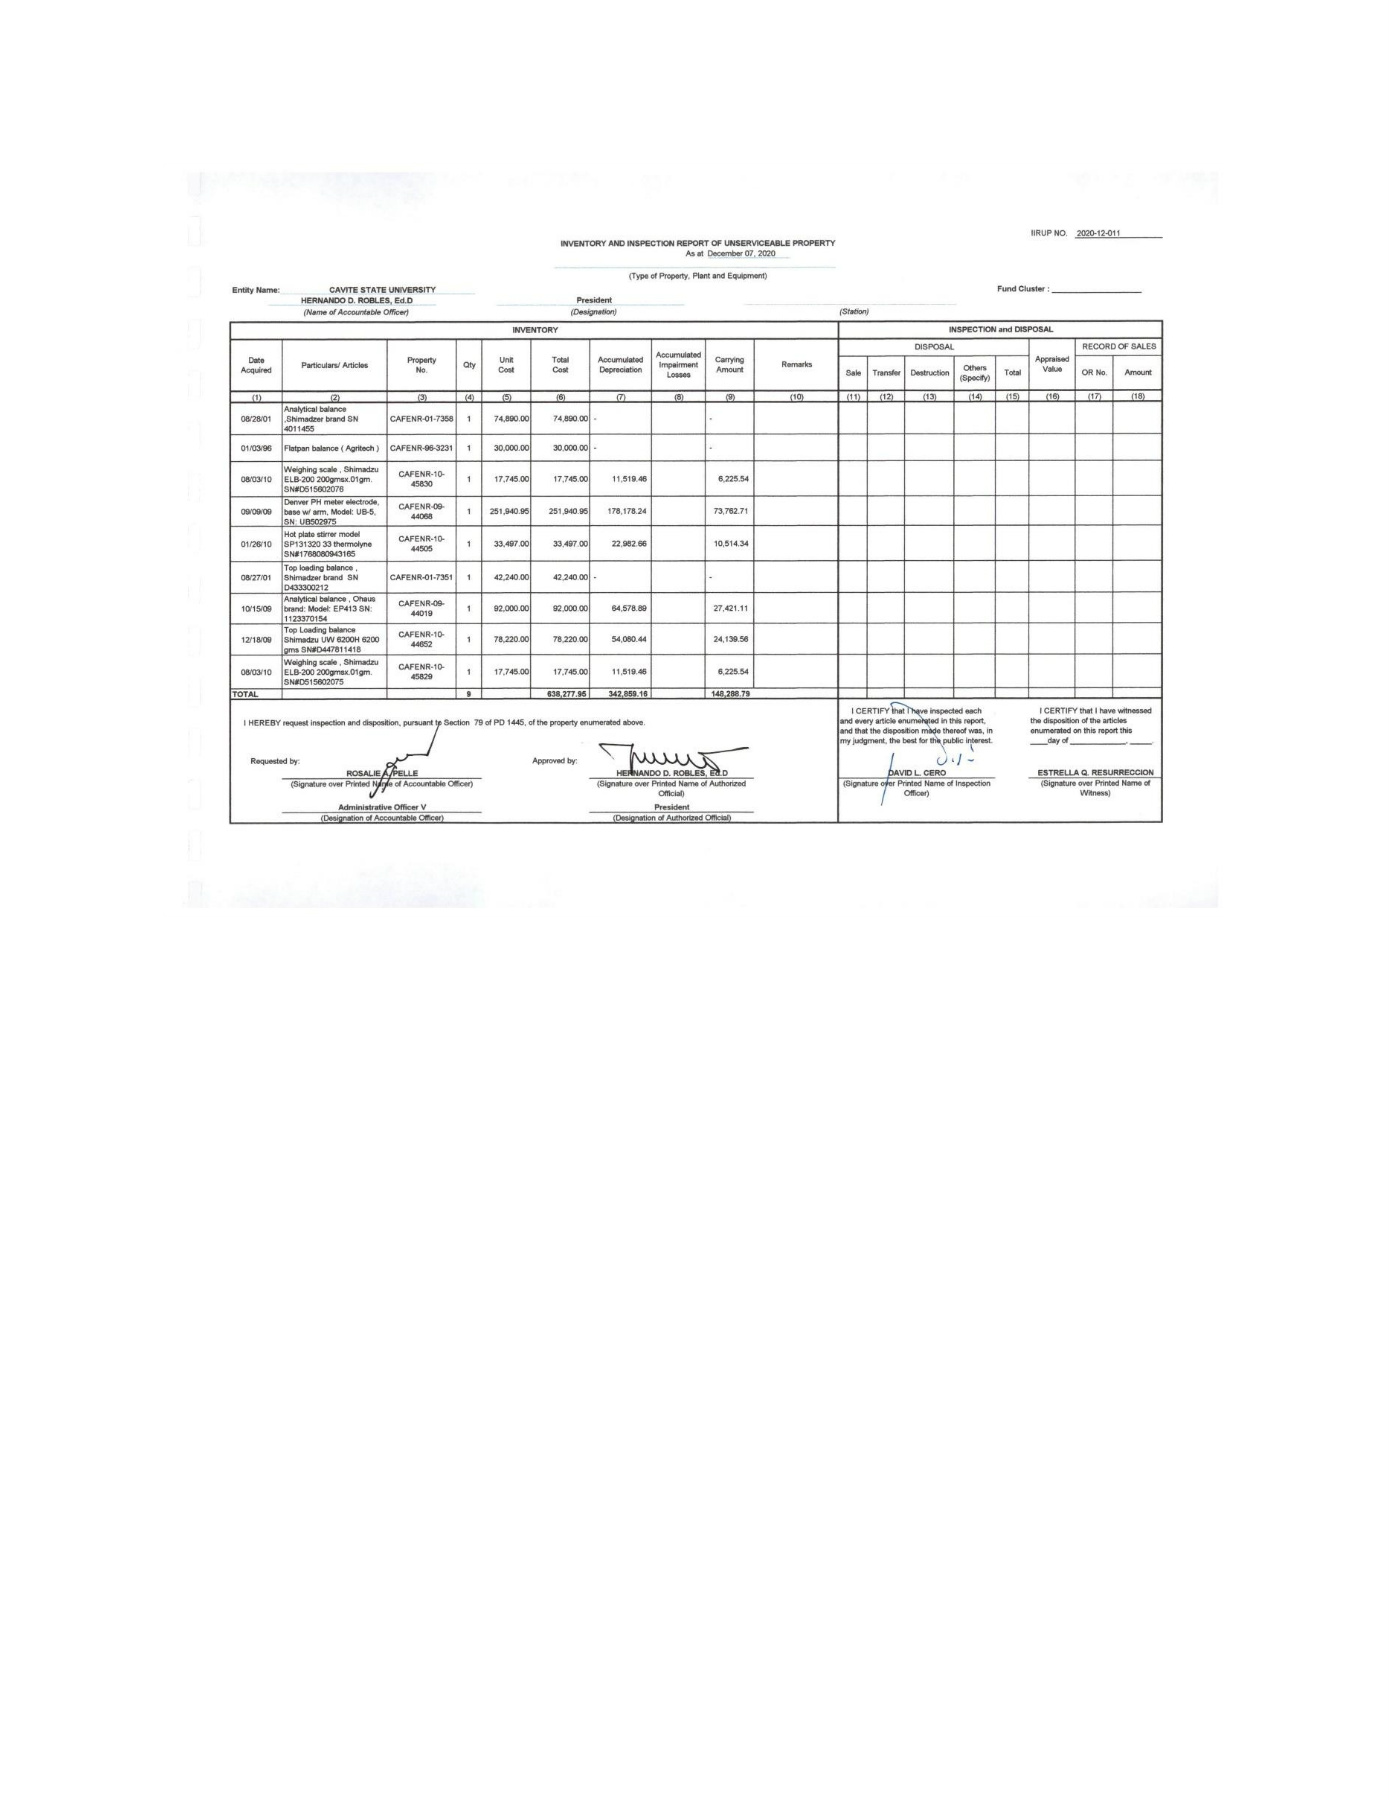 IIRUP NO. 2020-12-011
INVENTORY AND INSPECTION REPORT OF UNSERVICEABLE PROPERTY
As at December 07, 2020
(Type of Property, Plant and Equipment)
Entity Name: CAVITE STATE UNIVERSITY Fund Cluster :
HERNANDO D. ROBLES, Ed.D President
(Name of Accountable Officer) (Designation) (Station)
INVENTORY INSPECTION and DISPOSAL
DISPOSAL RECORD OF SALES
Date Acquired Particulars/ Articles Property No. Qty Unit Cost Total Cost Accumulated Depreciation Accumulated Impairment Losses Carrying Amount Remarks Sale Transfer Destruction Others (Specify) Total Appraised Value OR No. Amount
(1) (2) (3) (4) (5) (6) (7) (8) (9) (10) (11) (12) (13) (14) (15) (16) (17) (18)
08/28/01 Analytical balance ,Shimadzer brand SN 4011455 CAFENR-01-7358 1 74,890.00 74,890.00 - -
01/03/96 Flatpan balance ( Agritech ) CAFENR-96-3231 1 30,000.00 30,000.00 - -
08/03/10 Weighing scale , Shimadzu ELB-200 200gmsx.01gm. SN#D515602076 CAFENR-10-45830 1 17,745.00 17,745.00 11,519.46 6,225.54
09/09/09 Denver PH meter electrode, base w/ arm, Model: UB-5, SN: UB502975 CAFENR-09-44068 1 251,940.95 251,940.95 178,178.24 73,762.71
01/26/10 Hot plate stirrer model SP131320 33 thermolyne SN#1768080943165 CAFENR-10-44505 1 33,497.00 33,497.00 22,982.66 10,514.34
08/27/01 Top loading balance , Shimadzer brand SN D433300212 CAFENR-01-7351 1 42,240.00 42,240.00 - -
10/15/09 Analytical balance , Ohaus brand: Model: EP413 SN: 1123370154 CAFENR-09-44019 1 92,000.00 92,000.00 64,578.89 27,421.11
12/18/09 Top Loading balance Shimadzu UW 6200H 6200 gms SN#D447811418 CAFENR-10-44652 1 78,220.00 78,220.00 54,080.44 24,139.56
08/03/10 Weighing scale , Shimadzu ELB-200 200gmsx.01gm. SN#D515602075 CAFENR-10-45829 1 17,745.00 17,745.00 11,519.46 6,225.54
TOTAL 9 638,277.95 342,859.16 148,288.79
I HEREBY request inspection and disposition, pursuant to Section 79 of PD 1445, of the property enumerated above.
Requested by: Approved by:
ROSALIE A. PELLE HERNANDO D. ROBLES, Ed.D
(Signature over Printed Name of Accountable Officer) (Signature over Printed Name of Authorized Official)
Administrative Officer V President
(Designation of Accountable Officer) (Designation of Authorized Official)
I CERTIFY that I have inspected each
and every article enumerated in this report,
and that the disposition made thereof was, in
my judgment, the best for the public interest.
DAVID L. CERO
(Signature over Printed Name of Inspection
Officer)
I CERTIFY that I have witnessed
the disposition of the articles
enumerated on this report this
____day of ____________, _____.
ESTRELLA Q. RESURRECCION
(Signature over Printed Name of
Witness)